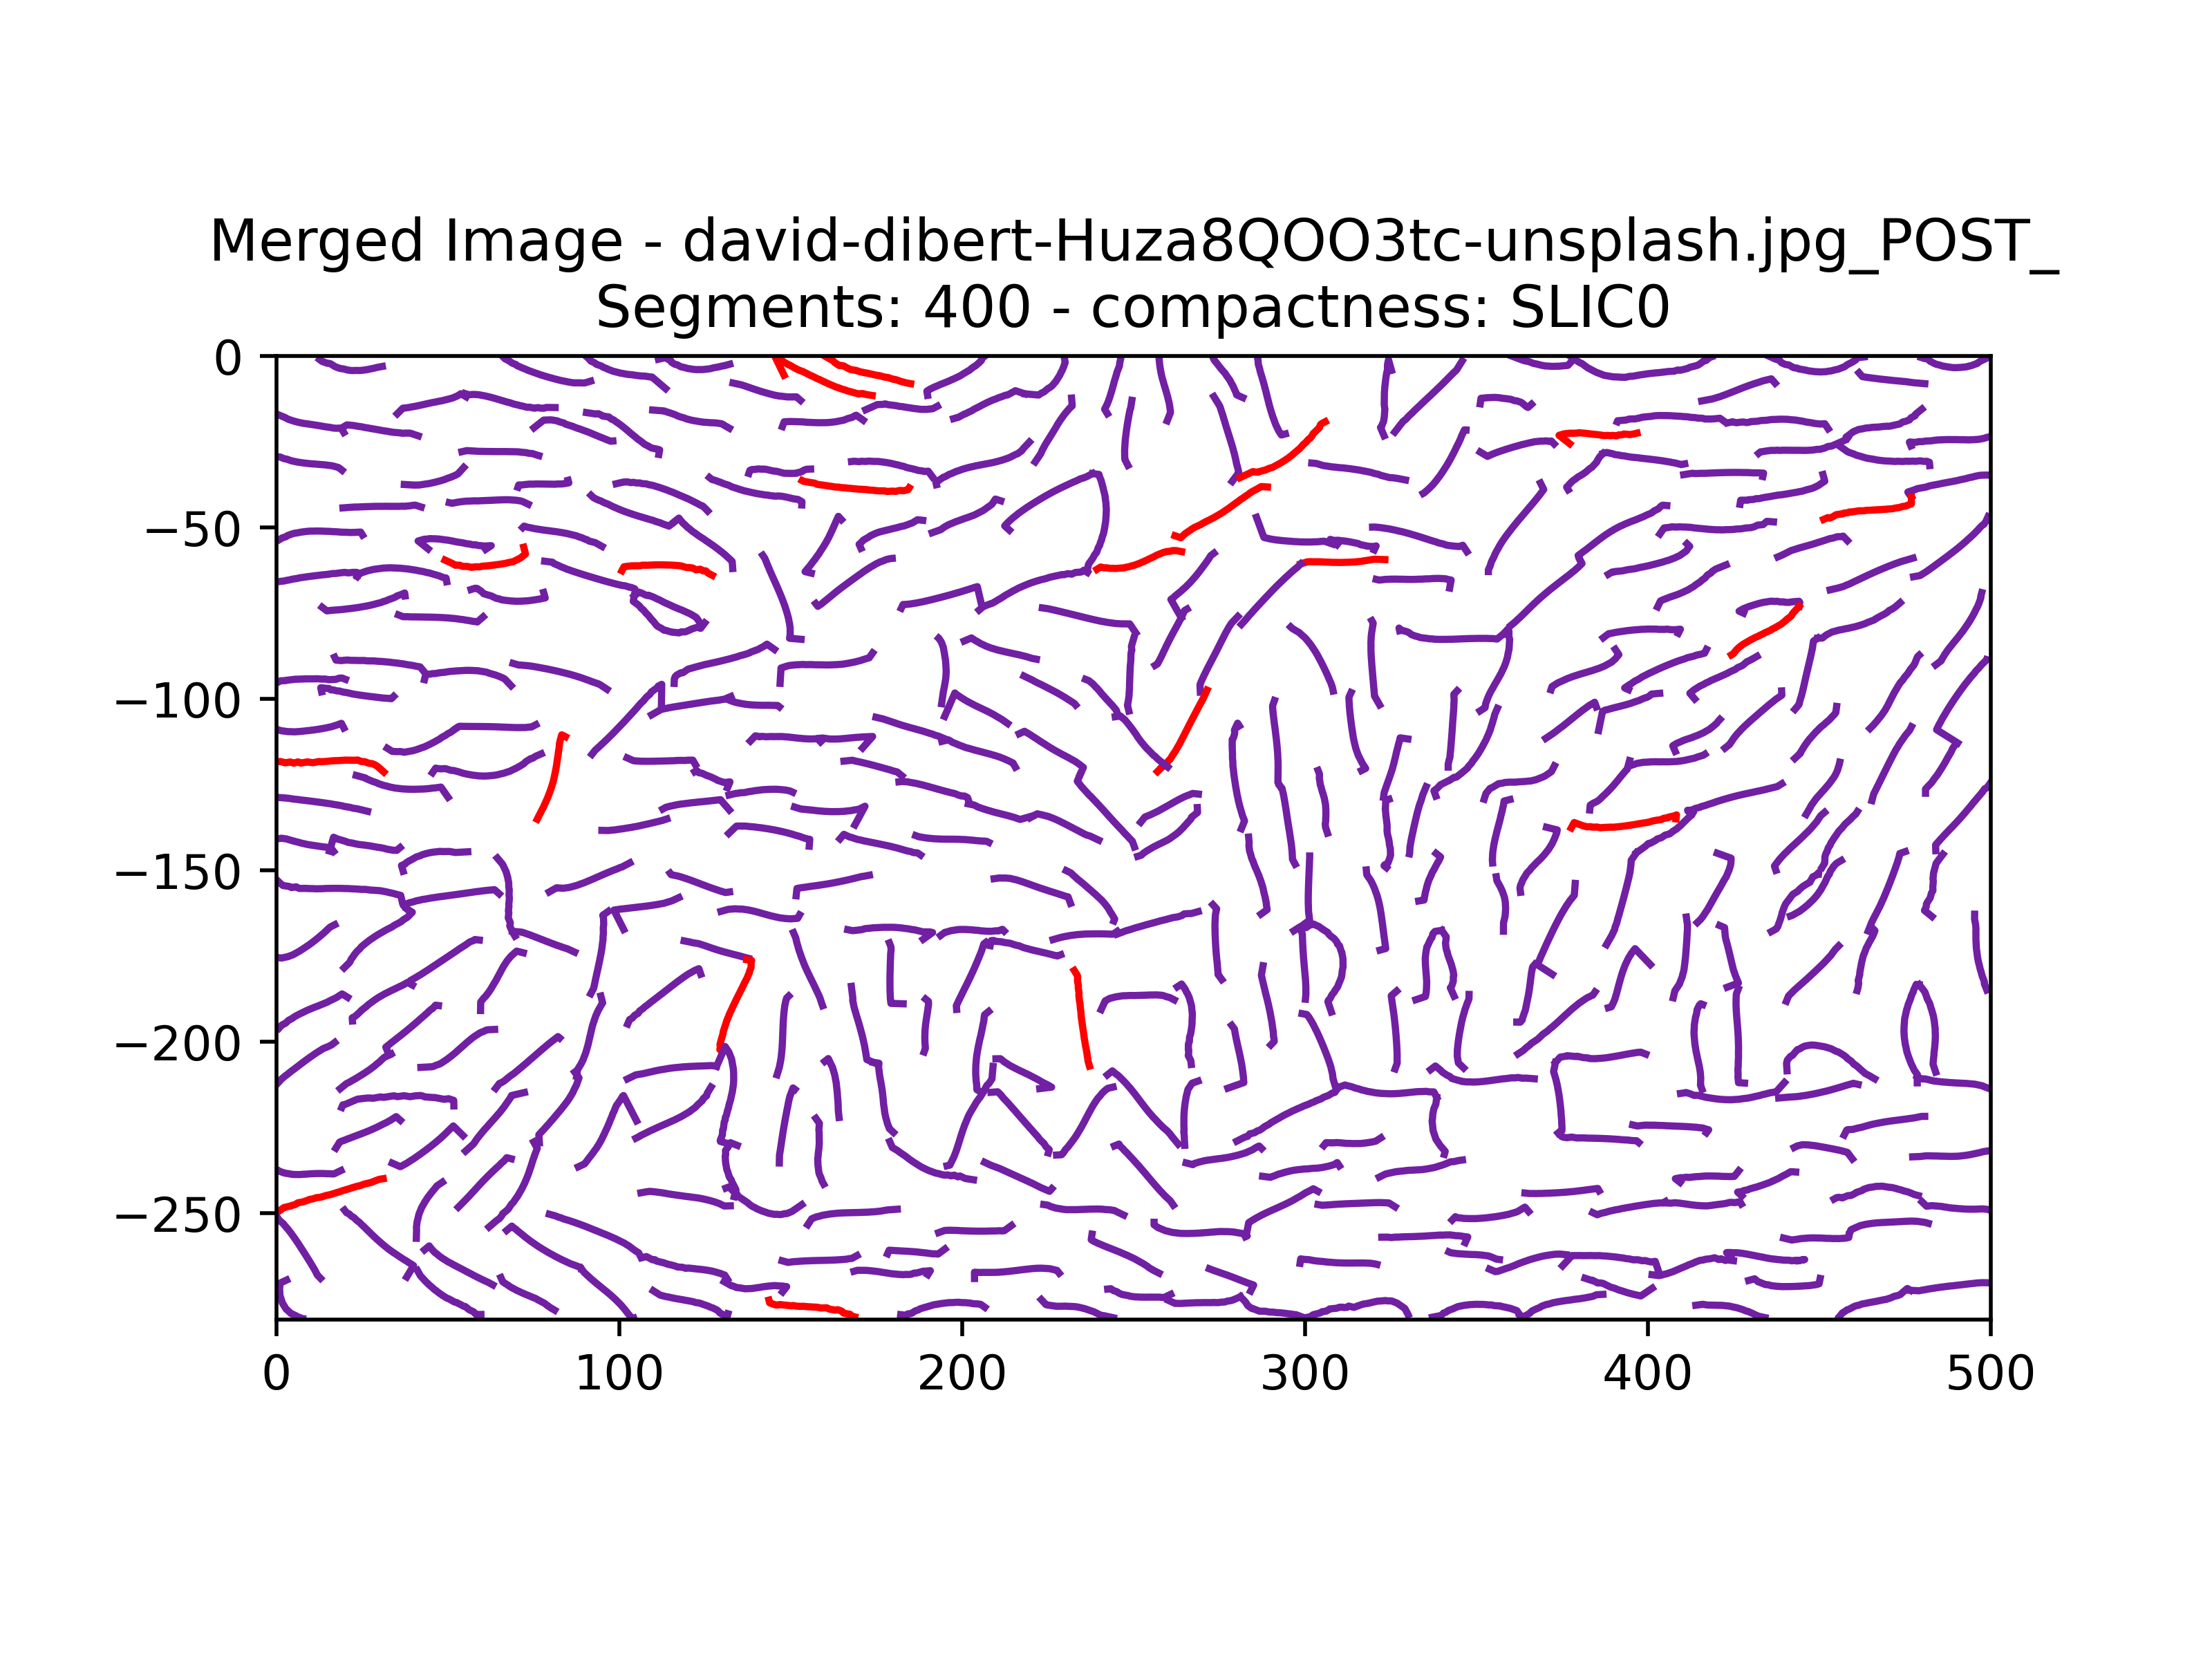 Merged Image - david-dibert-Huza8QOO3tc-unsplash.jpg_POST_
Segments: 400 - compactness: SLIC0
0
−50
−100
−150
−200
−250
0 100 200 300 400 500